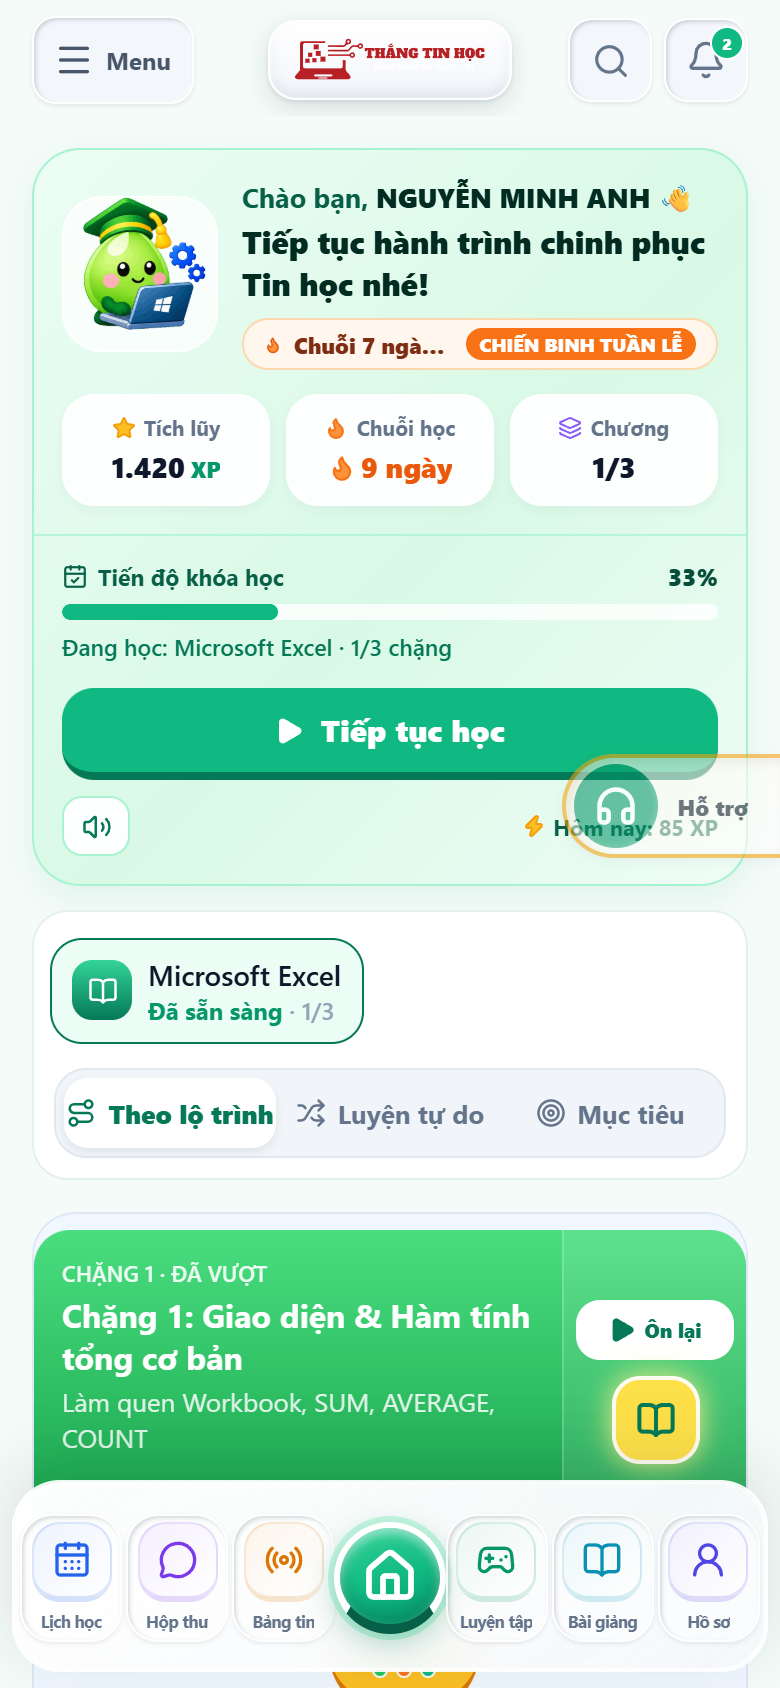 Menu
THẮNG TIN HỌC
2
Chào bạn, NGUYỄN MINH ANH 👋
Tiếp tục hành trình chinh phục
Tin học nhé!
Chuỗi 7 ngà...
CHIẾN BINH TUẦN LỄ
Tích lũy
1.420 XP
Chuỗi học
9 ngày
Chương
1/3
Tiến độ khóa học
33%
Đang học: Microsoft Excel · 1/3 chặng
Tiếp tục học
Hỗ trợ
Hôm nay: 85 XP
Microsoft Excel
Đã sẵn sàng · 1/3
Theo lộ trình
Luyện tự do
Mục tiêu
CHẶNG 1 · ĐÃ VƯỢT
Chặng 1: Giao diện & Hàm tính
tổng cơ bản
Làm quen Workbook, SUM, AVERAGE,
COUNT
Ôn lại
Lịch học
Hộp thư
Bảng tin
Luyện tập
Bài giảng
Hồ sơ